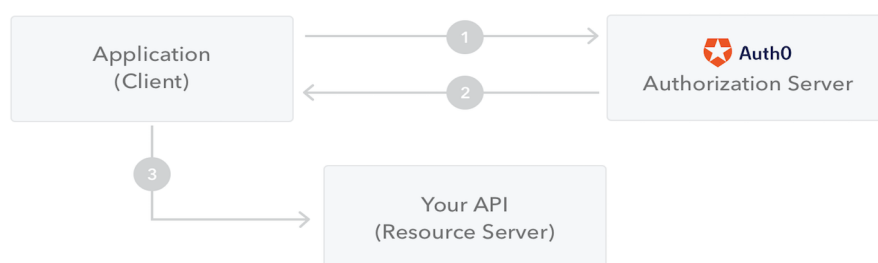 Application
(Client)
1
Auth0
Authorization Server
2
3
Your API
(Resource Server)